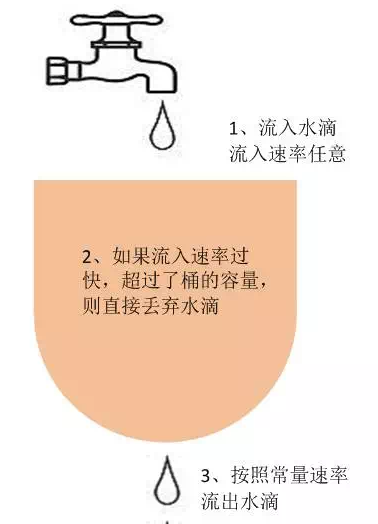 1、流入水滴
流入速率任意
2、如果流入速率过
快，超过了桶的容量，
则直接丢弃水滴
3、按照常量速率
流出水滴